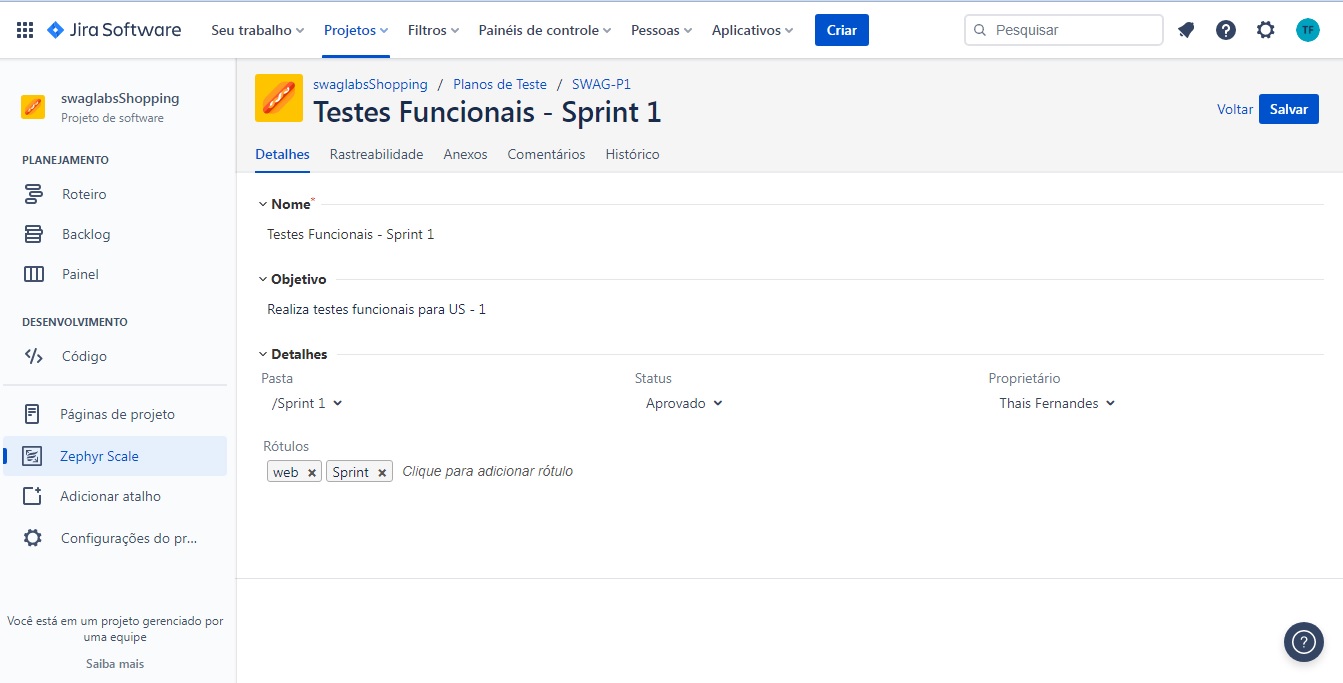 Jira Software Seu trabalho Projetos Filtros Painéis de controle Pessoas Aplicativos Criar Pesquisar TF
swaglabsShopping
Projeto de software
PLANEJAMENTO
Roteiro
Backlog
Painel
DESENVOLVIMENTO
Código
Páginas de projeto
Zephyr Scale
Adicionar atalho
Configurações do pr...
Você está em um projeto gerenciado por
uma equipe
Saiba mais
swaglabsShopping / Planos de Teste / SWAG-P1
Testes Funcionais - Sprint 1
Voltar Salvar
Detalhes Rastreabilidade Anexos Comentários Histórico
Nome*
Testes Funcionais - Sprint 1
Objetivo
Realiza testes funcionais para US - 1
Detalhes
Pasta Status Proprietário
/Sprint 1 Aprovado Thais Fernandes
Rótulos
web × Sprint × Clique para adicionar rótulo